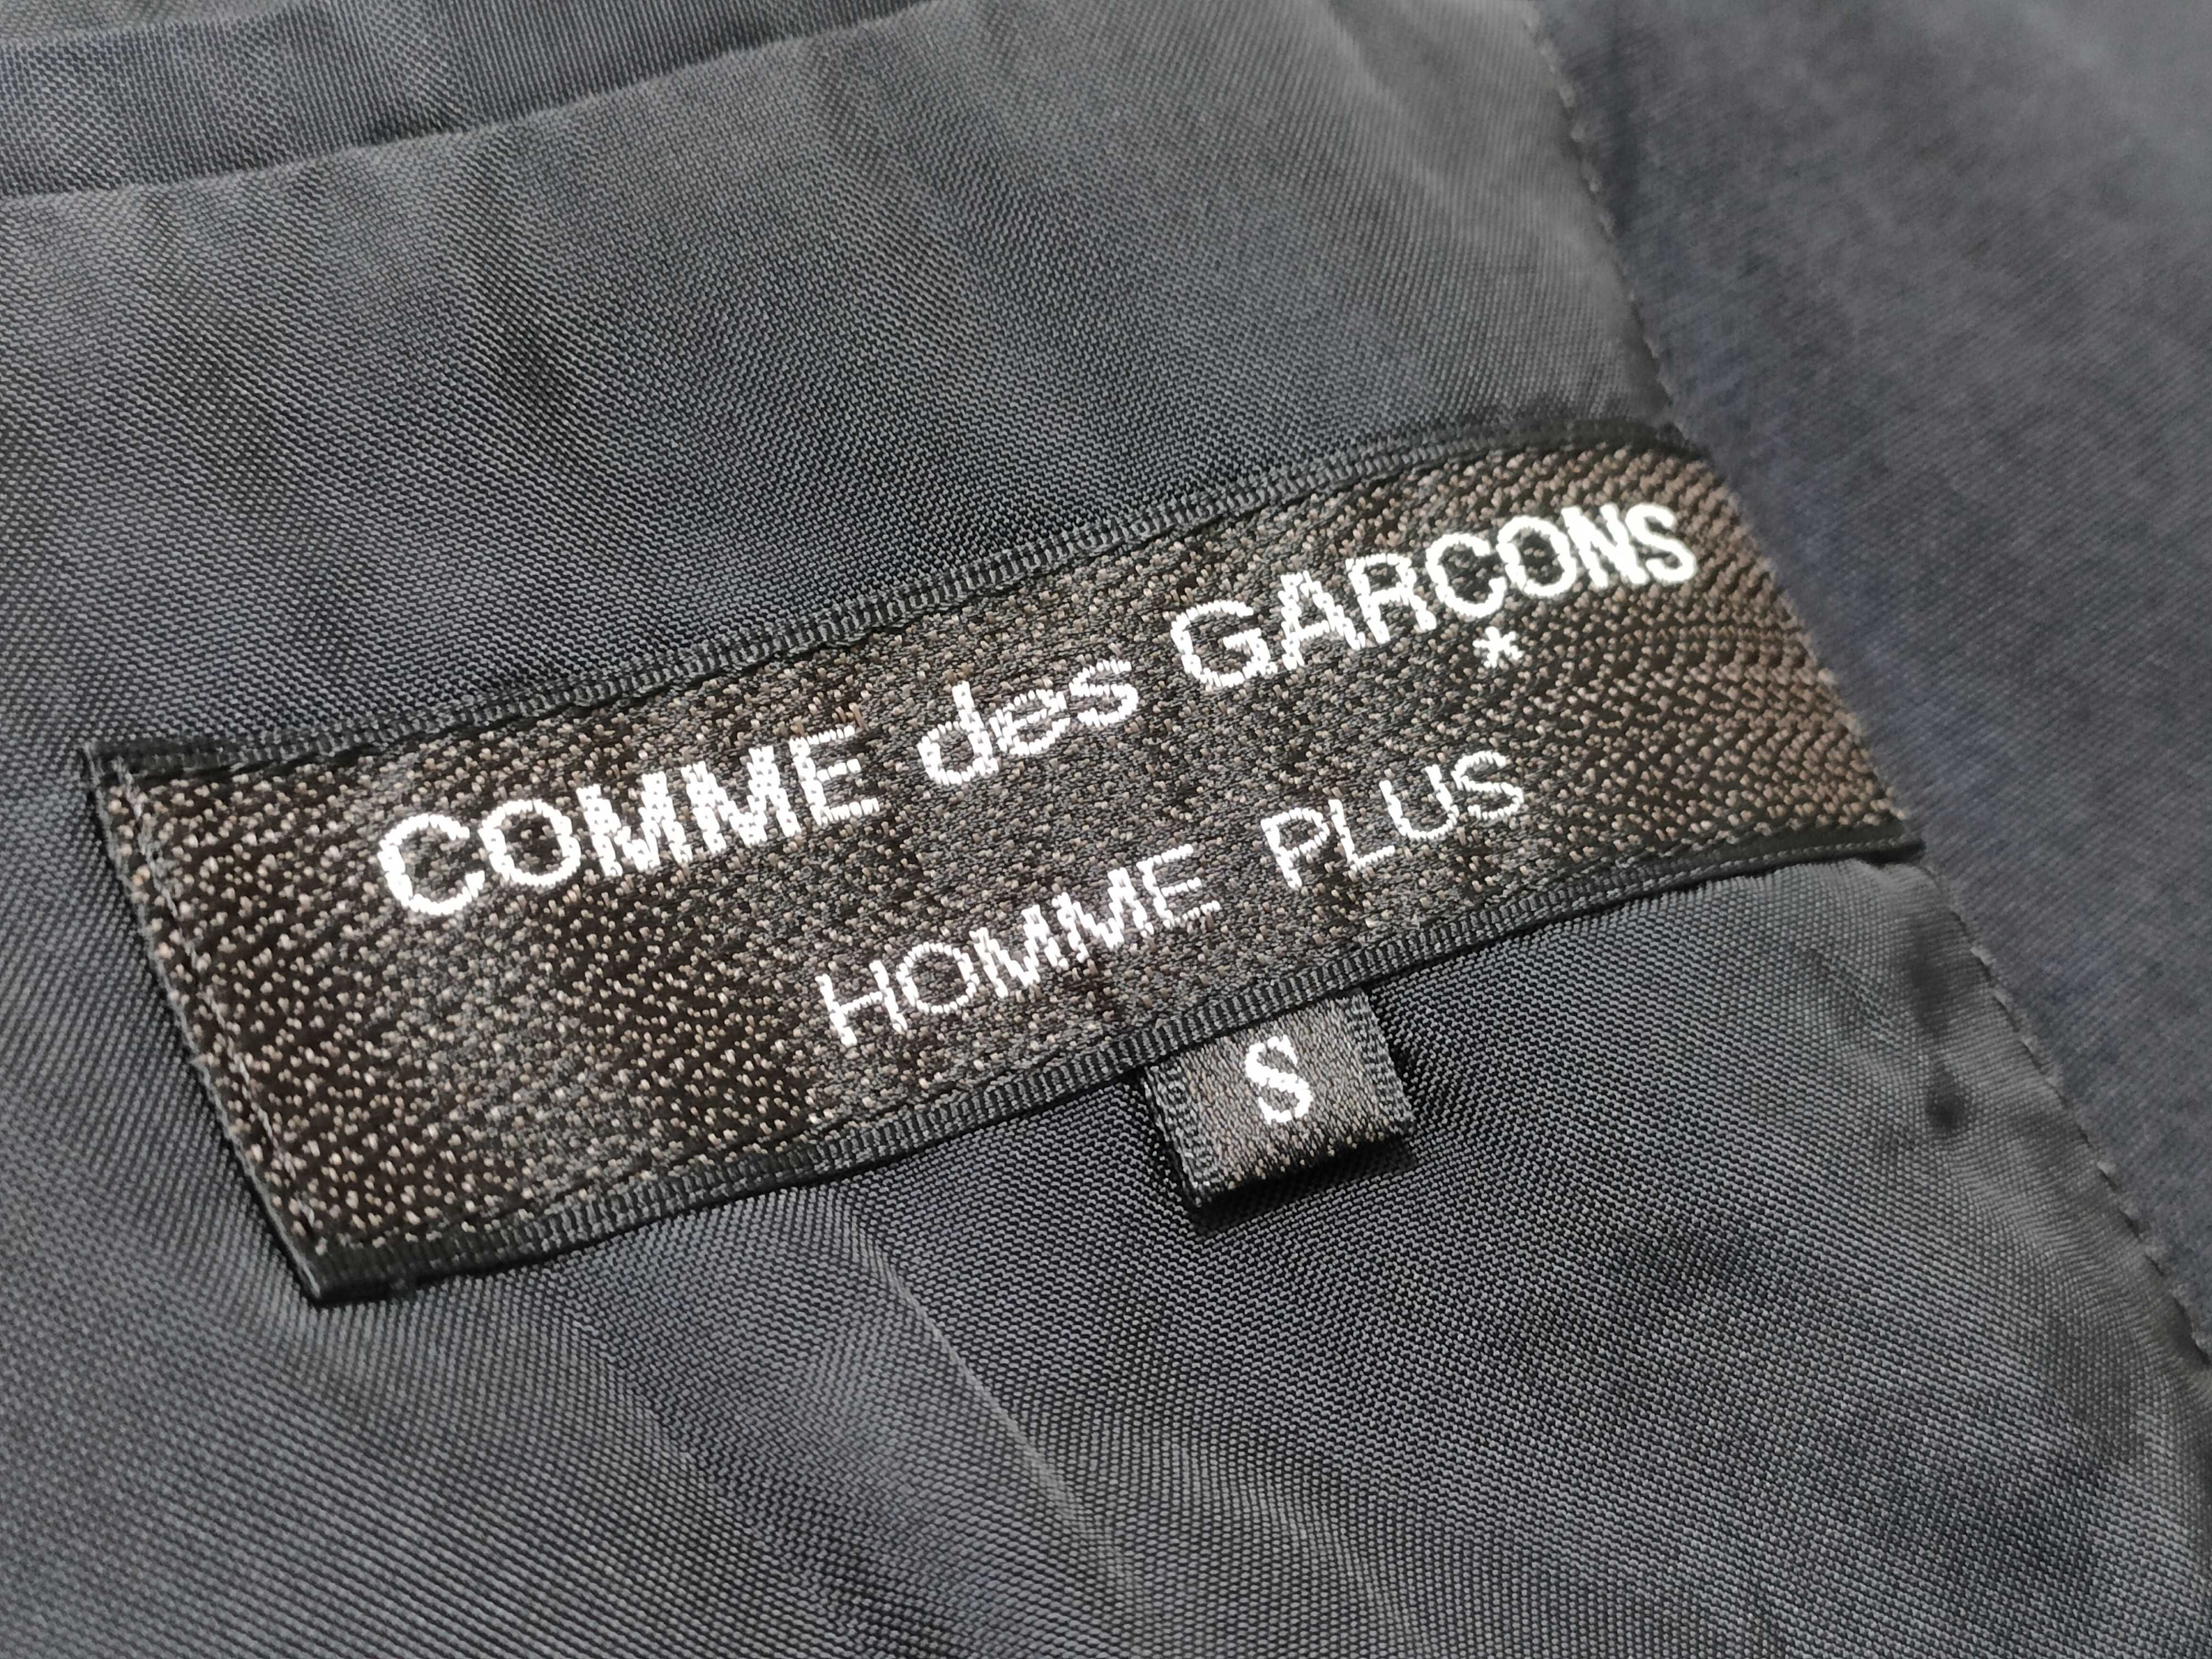 COMME des GARCONS
*
HOMME PLUS
S